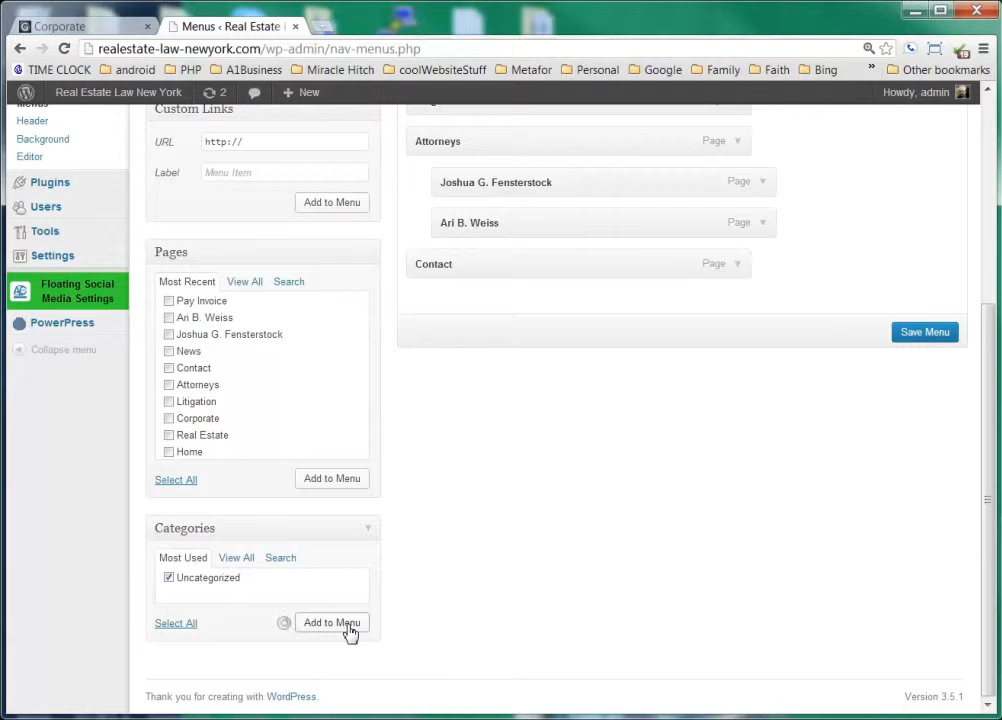 Corporate × Menus ‹ Real Estate ×
realestate-law-newyork.com/wp-admin/nav-menus.php
TIME CLOCK android PHP A1Business Miracle Hitch coolWebsiteStuff Metafor Personal Google Family Faith Bing » Other bookmarks
Real Estate Law New York 2 + New Howdy, admin
Menus
Header
Background
Editor
Plugins
Users
Tools
Settings
Floating Social
Media Settings
PowerPress
Collapse menu
Custom Links
URL http://
Label Menu Item
Add to Menu
Pages
Most Recent View All Search
Pay Invoice
Ari B. Weiss
Joshua G. Fensterstock
News
Contact
Attorneys
Litigation
Corporate
Real Estate
Home
Select All Add to Menu
Categories
Most Used View All Search
Uncategorized
Select All Add to Menu
Attorneys Page
Joshua G. Fensterstock Page
Ari B. Weiss Page
Contact Page
Save Menu
Thank you for creating with WordPress. Version 3.5.1